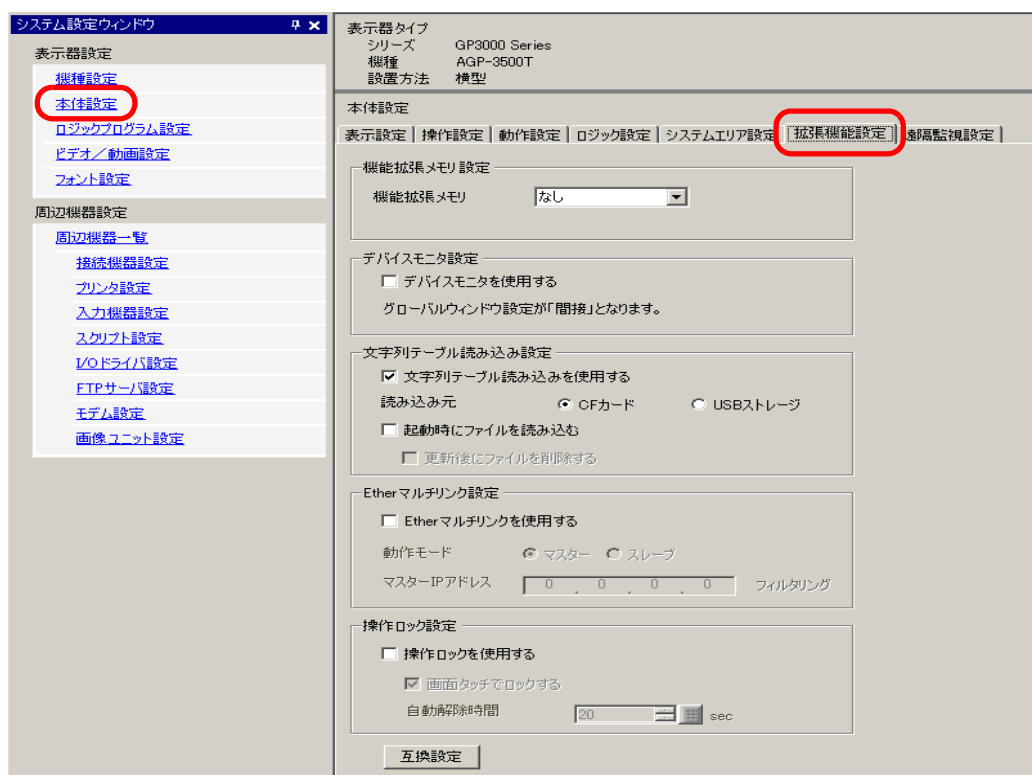 システム設定ウィンドウ
表示器設定
機種設定
本体設定
ロジックプログラム設定
ビデオ／動画設定
フォント設定
周辺機器設定
周辺機器一覧
接続機器設定
プリンタ設定
入力機器設定
スクリプト設定
I/Oドライバ設定
FTPサーバ設定
モデム設定
画像ユニット設定
表示器タイプ
シリーズ GP3000 Series
機種 AGP-3500T
設置方法 横型
本体設定
表示設定 操作設定 動作設定 ロジック設定 システムエリア設定 拡張機能設定 遠隔監視設定
機能拡張メモリ設定
機能拡張メモリ なし
デバイスモニタ設定
デバイスモニタを使用する
グローバルウィンドウ設定が「間接」となります。
文字列テーブル読み込み設定
文字列テーブル読み込みを使用する
読み込み元 CFカード USBストレージ
起動時にファイルを読み込む
更新後にファイルを削除する
Etherマルチリンク設定
Etherマルチリンクを使用する
動作モード マスター スレーブ
マスターIPアドレス 0 . 0 . 0 . 0 フィルタリング
操作ロック設定
操作ロックを使用する
画面タッチでロックする
自動解除時間 20 sec
互換設定